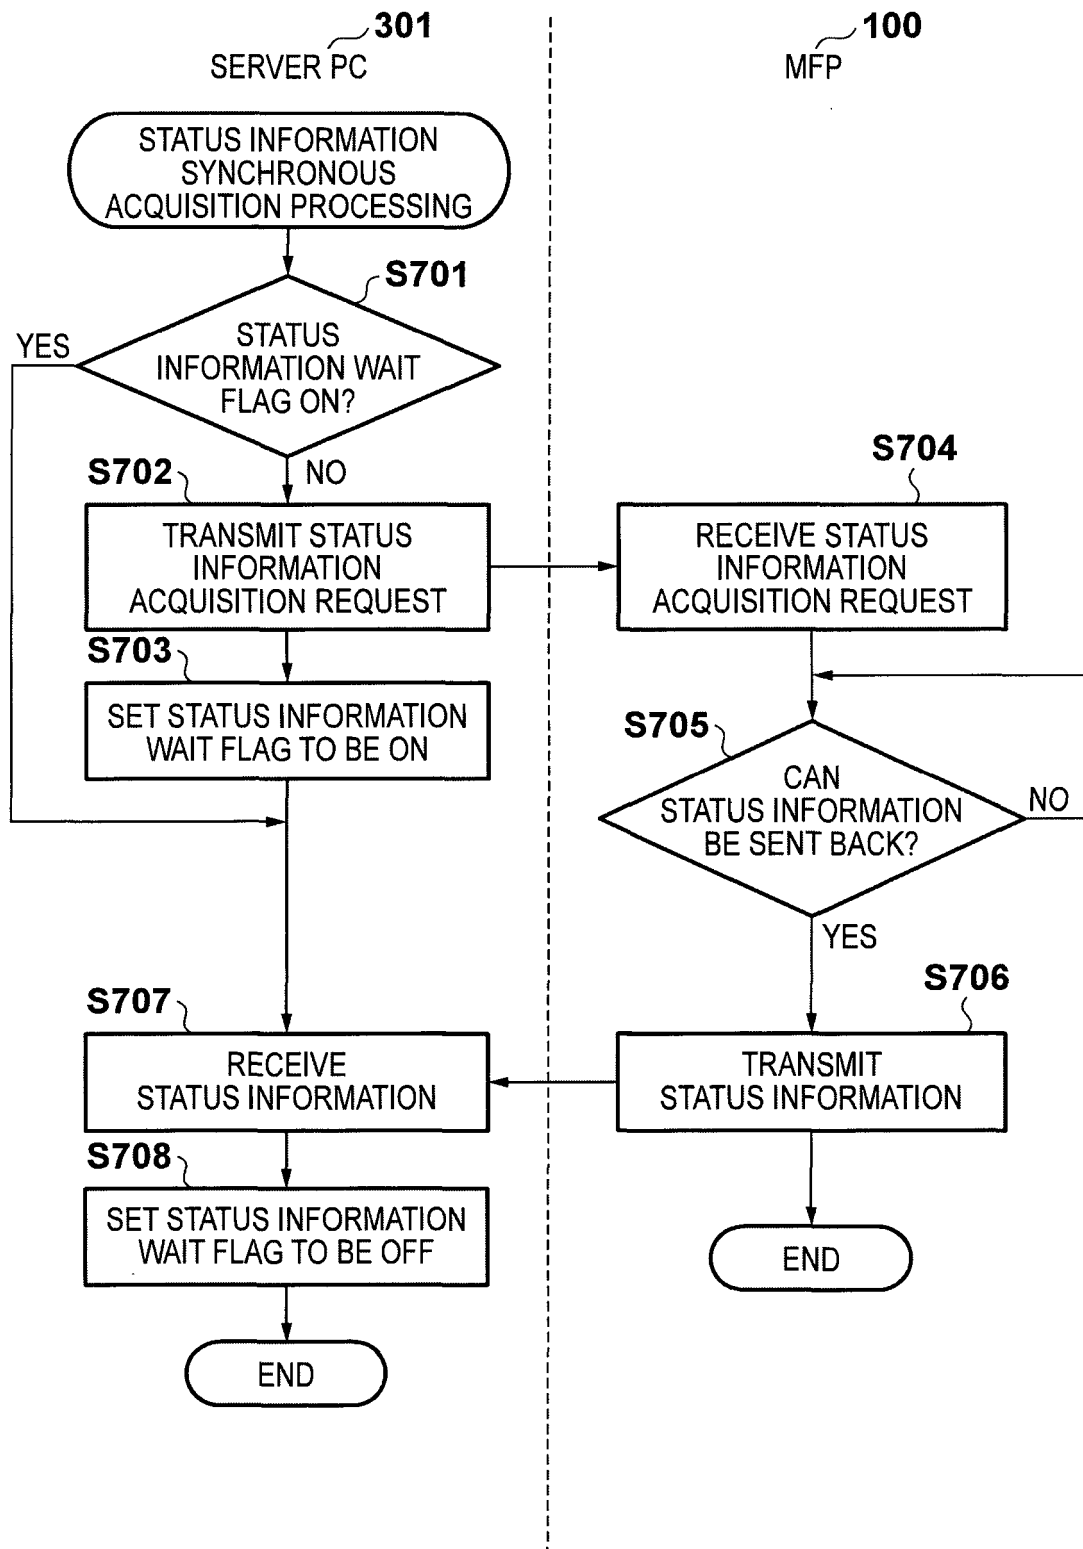 301
SERVER PC
100
MFP
STATUS INFORMATION
SYNCHRONOUS
ACQUISITION PROCESSING
S701
STATUS
INFORMATION WAIT
FLAG ON?
YES
NO
S702
TRANSMIT STATUS
INFORMATION
ACQUISITION REQUEST
S704
RECEIVE STATUS
INFORMATION
ACQUISITION REQUEST
S703
SET STATUS INFORMATION
WAIT FLAG TO BE ON
S705
CAN
STATUS INFORMATION
BE SENT BACK?
NO
YES
S706
TRANSMIT
STATUS INFORMATION
S707
RECEIVE
STATUS INFORMATION
S708
SET STATUS INFORMATION
WAIT FLAG TO BE OFF
END
END